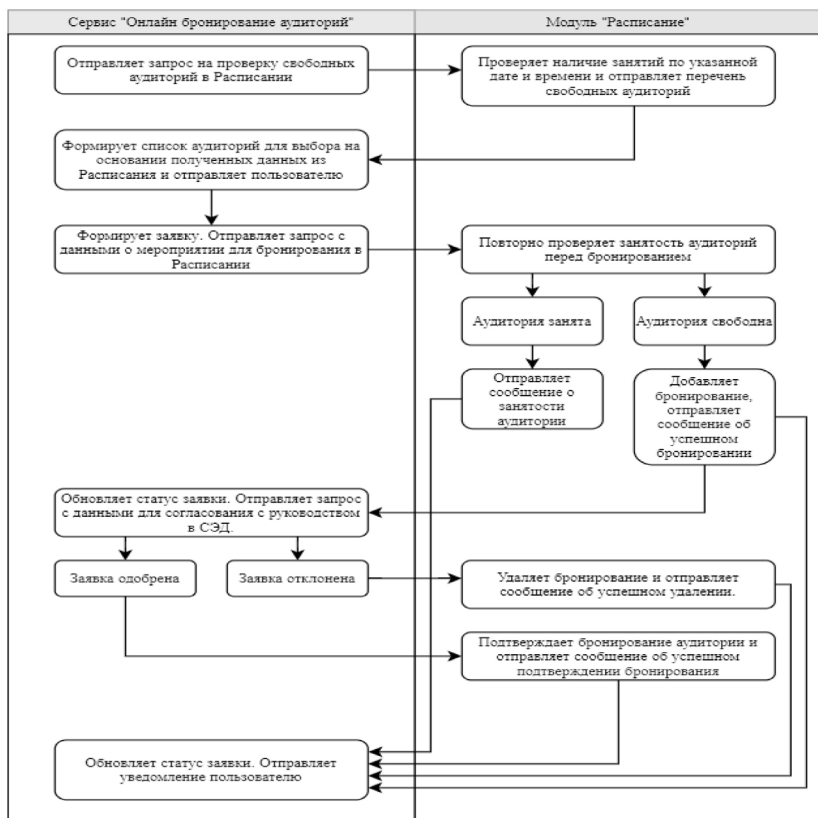 Сервис "Онлайн бронирование аудиторий"
Модуль "Расписание"
Отправляет запрос на проверку свободных
аудиторий в Расписании
Проверяет наличие занятий по указанной
дате и времени и отправляет перечень
свободных аудиторий
Формирует список аудиторий для выбора на
основании полученных данных из
Расписания и отправляет пользователю
Формирует заявку. Отправляет запрос с
данными о мероприятии для бронирования в
Расписании
Повторно проверяет занятость аудиторий
перед бронированием
Аудитория занята
Аудитория свободна
Отправляет
сообщение о
занятости
аудитории
Добавляет
бронирование,
отправляет
сообщение об
успешном
бронировании
Обновляет статус заявки. Отправляет запрос
с данными для согласования с руководством
в СЭД.
Заявка одобрена
Заявка отклонена
Удаляет бронирование и отправляет
сообщение об успешном удалении.
Подтверждает бронирование аудитории и
отправляет сообщение об успешном
подтверждении бронирования
Обновляет статус заявки. Отправляет
уведомление пользователю